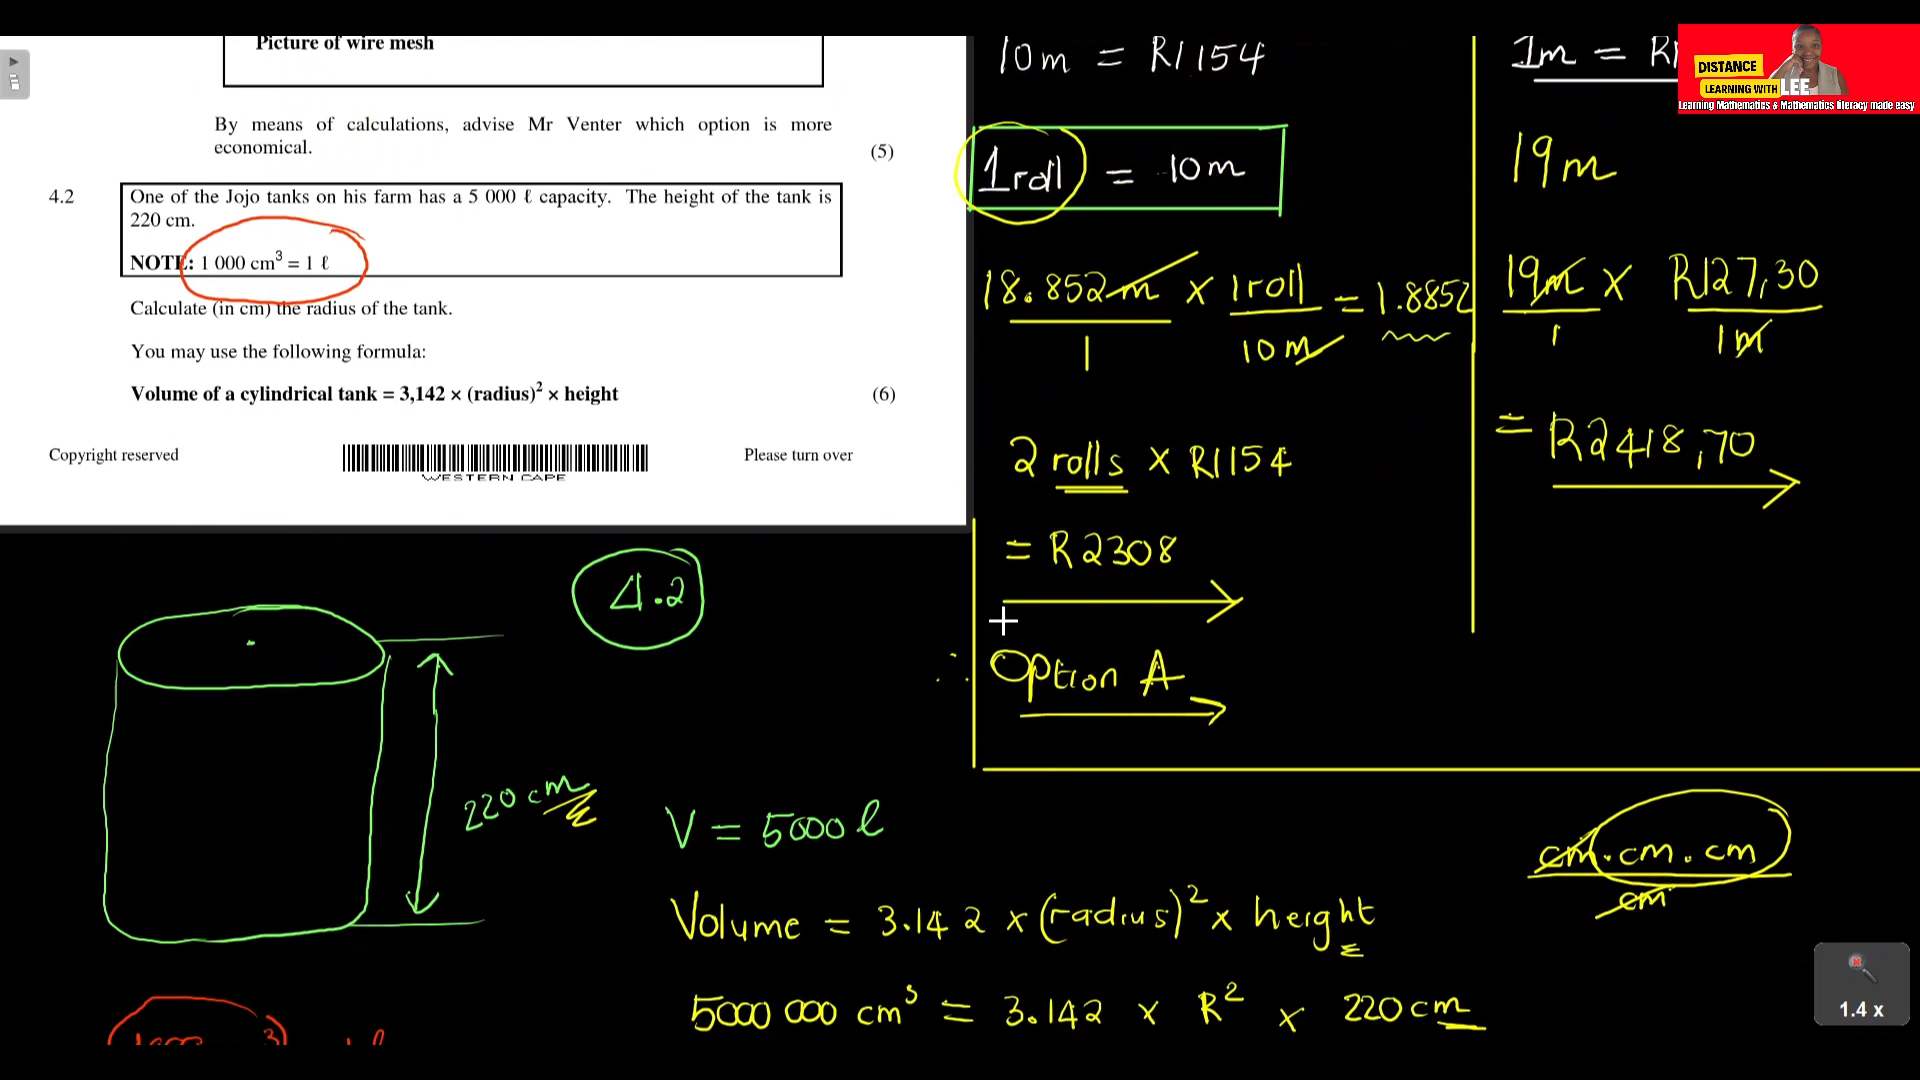 Picture of wire mesh
By means of calculations, advise Mr Venter which option is more
economical.
(5)
4.2
One of the Jojo tanks on his farm has a 5 000 ℓ capacity. The height of the tank is
220 cm.
NOTE: 1 000 cm³ = 1 ℓ
Calculate (in cm) the radius of the tank.
You may use the following formula:
Volume of a cylindrical tank = 3,142 × (radius)² × height
(6)
Copyright reserved
WESTERN CAPE
Please turn over
10m = R1154
1 roll = 10m
18.852m × 1roll = 1.8852
1 10m
2 rolls × R1154
= R2308
∴ Option A
1m = R1
19m
19m × R127,30
1 1m
= R2418,70
DISTANCE
LEARNING WITH LEE
Learning Mathematics & Mathematics literacy made easy
4.2
220 cm
V = 5000 ℓ
Volume = 3.142 × (radius)² × height
5000 000 cm³ = 3.142 × R² × 220cm
cm.cm.cm
cm
1.4 x